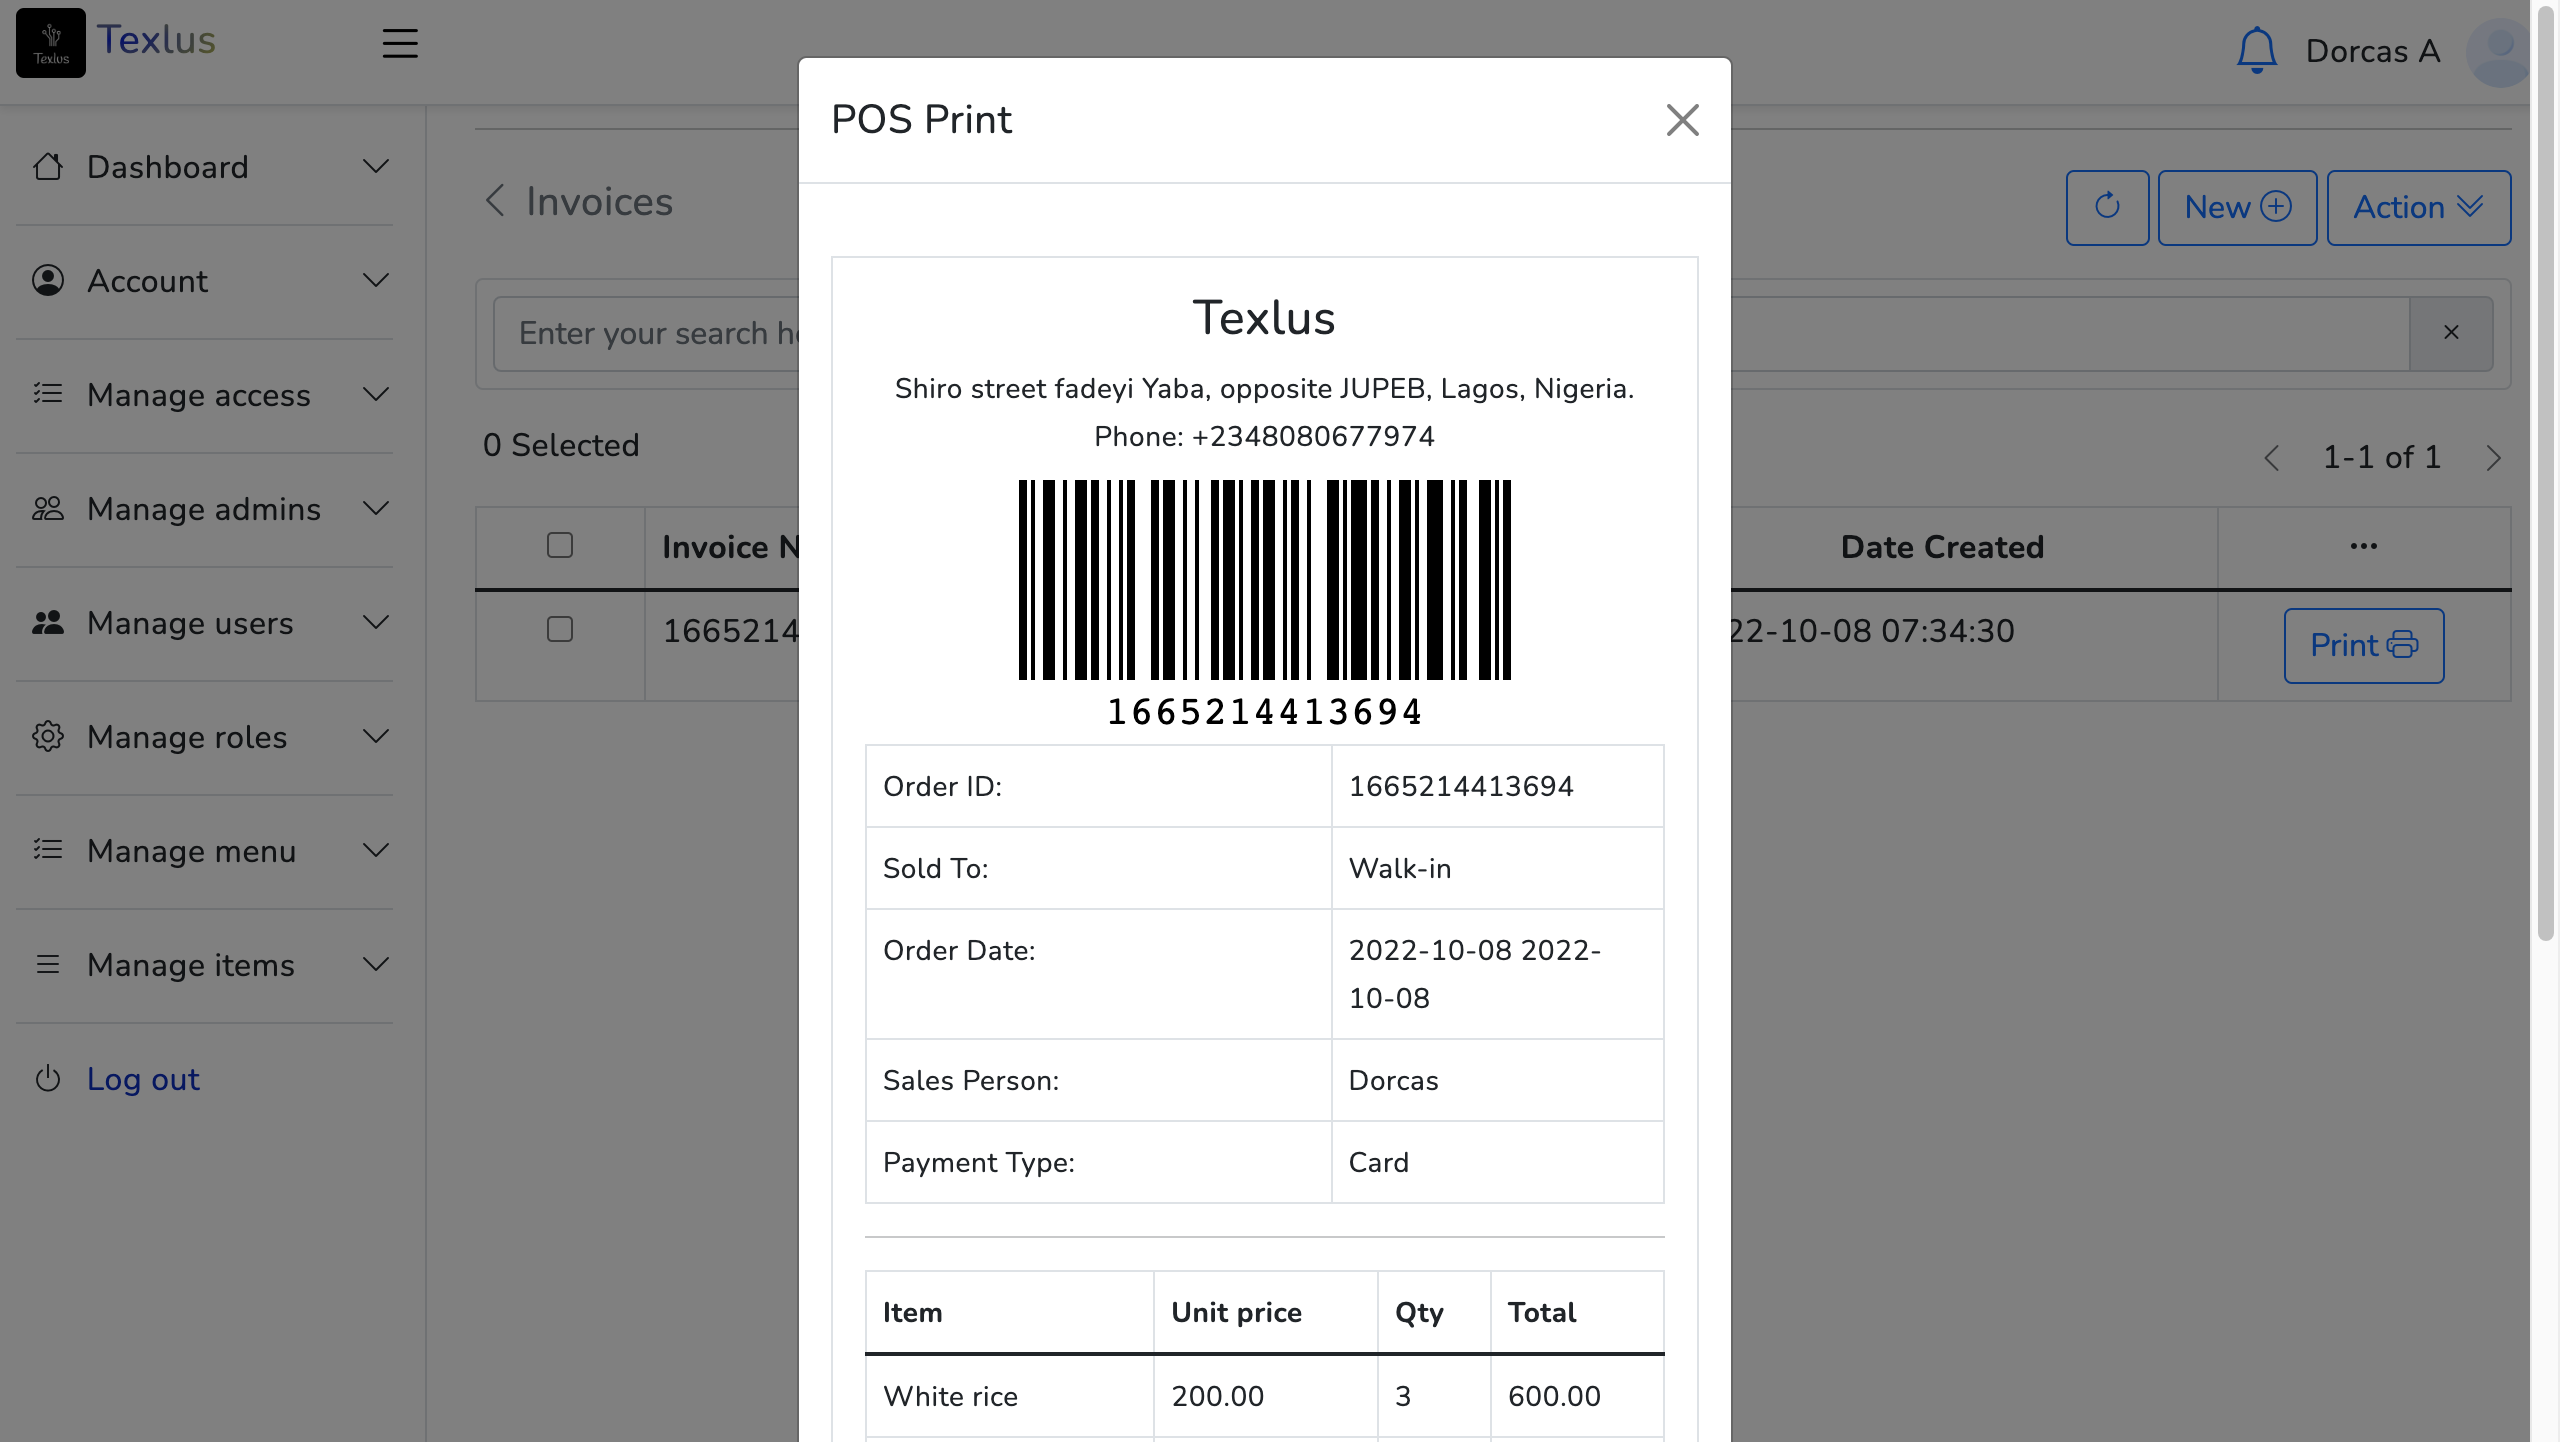 Texlus
Texlus
Dorcas A
Dashboard
Account
Manage access
Manage admins
Manage users
Manage roles
Manage menu
Manage items
Log out
Invoices
New
Action
Enter your search
0 Selected
1-1 of 1
Invoice
Date Created
...
1665214
22-10-08 07:34:30
Print
POS Print
Texlus
Shiro street fadeyi Yaba, opposite JUPEB, Lagos, Nigeria.
Phone: +2348080677974
1665214413694
Order ID: 1665214413694
Sold To: Walk-in
Order Date: 2022-10-08 2022-
10-08
Sales Person: Dorcas
Payment Type: Card
Item Unit price Qty Total
White rice 200.00 3 600.00